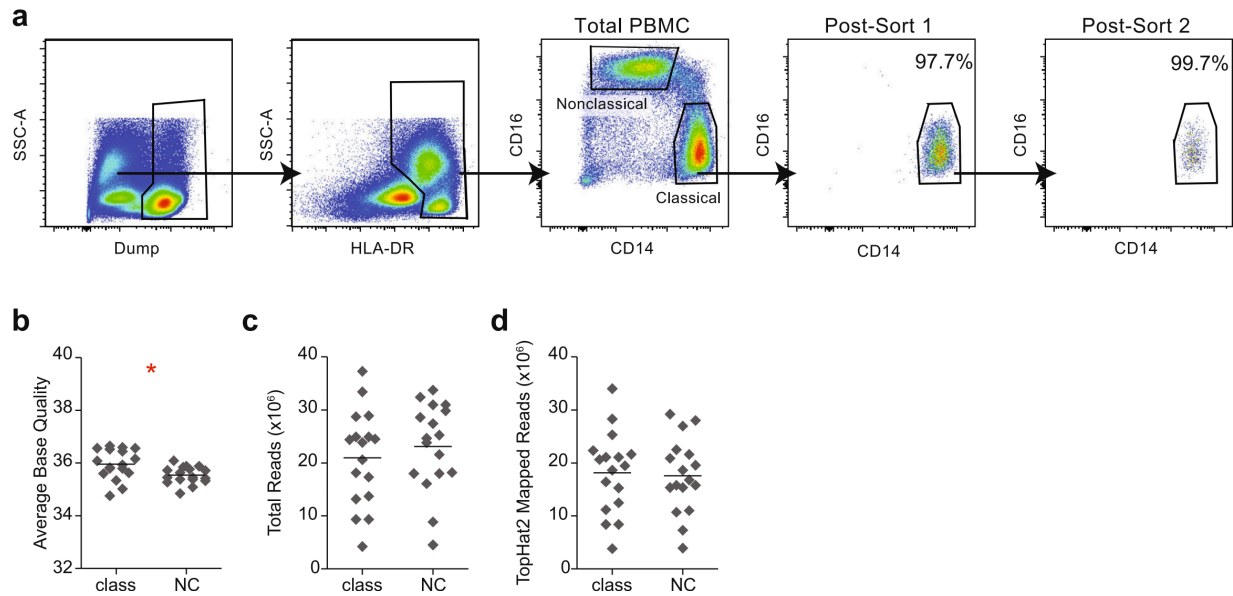 a
Total PBMC
Post-Sort 1
Post-Sort 2
SSC-A
Dump
SSC-A
HLA-DR
CD16
Nonclassical
Classical
CD14
CD16
97.7%
CD14
CD16
99.7%
CD14
b
Average Base Quality
40
38
36
34
32
*
class
NC
c
Total Reads (x10⁶)
40
30
20
10
0
class
NC
d
TopHat2 Mapped Reads (x10⁶)
40
30
20
10
0
class
NC